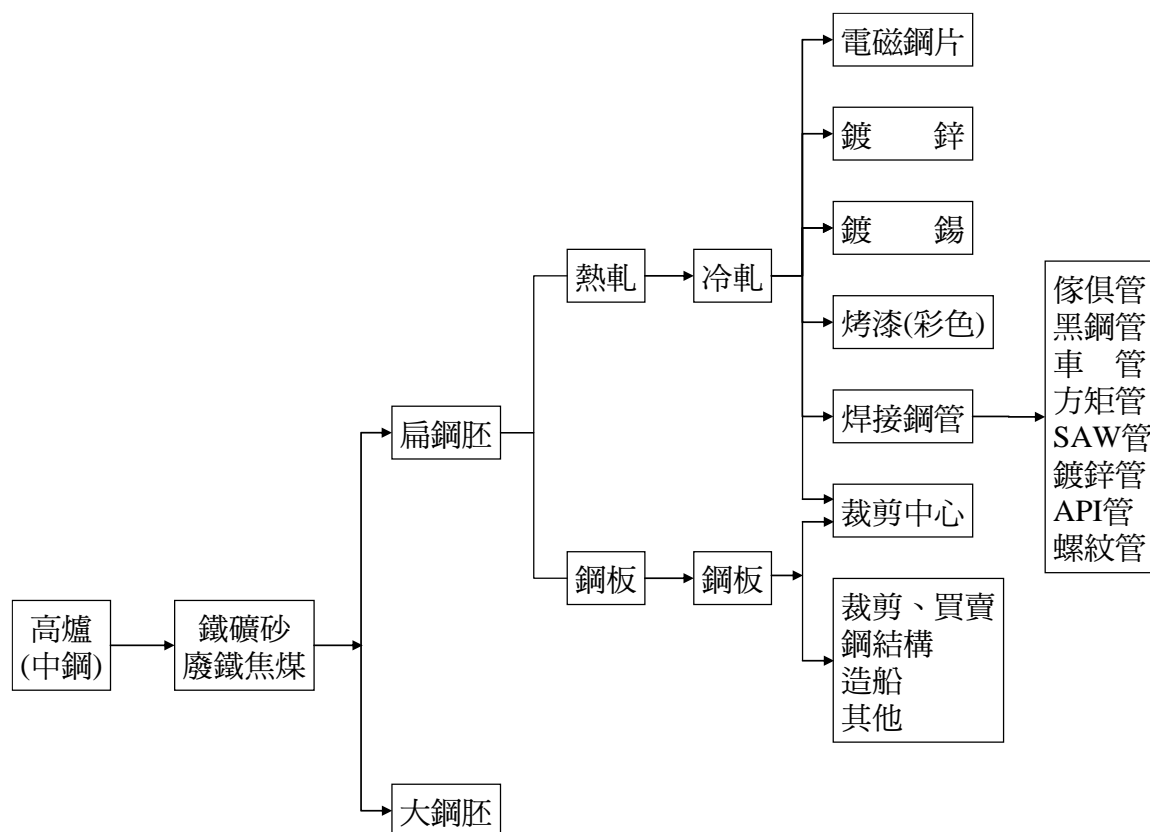 高爐
(中鋼)
鐵礦砂
廢鐵焦煤
扁鋼胚
大鋼胚
熱軋
鋼板
冷軋
鋼板
電磁鋼片
鍍　　鋅
鍍　　鍚
烤漆(彩色)
焊接鋼管
裁剪中心
裁剪、買賣
鋼結構
造船
其他
傢俱管
黑鋼管
車　管
方矩管
SAW管
鍍鋅管
API管
螺紋管